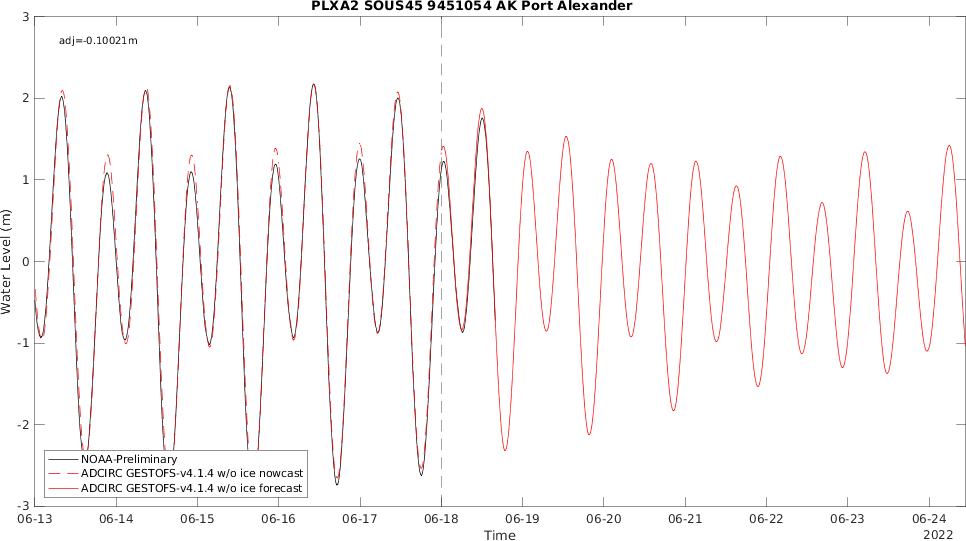 PLXA2 SOUS45 9451054 AK Port Alexander
adj=-0.10021m
3
2
1
0
-1
-2
-3
Water Level (m)
NOAA-Preliminary
ADCIRC GESTOFS-v4.1.4 w/o ice nowcast
ADCIRC GESTOFS-v4.1.4 w/o ice forecast
06-13 06-14 06-15 06-16 06-17 06-18 06-19 06-20 06-21 06-22 06-23 06-24
Time
2022